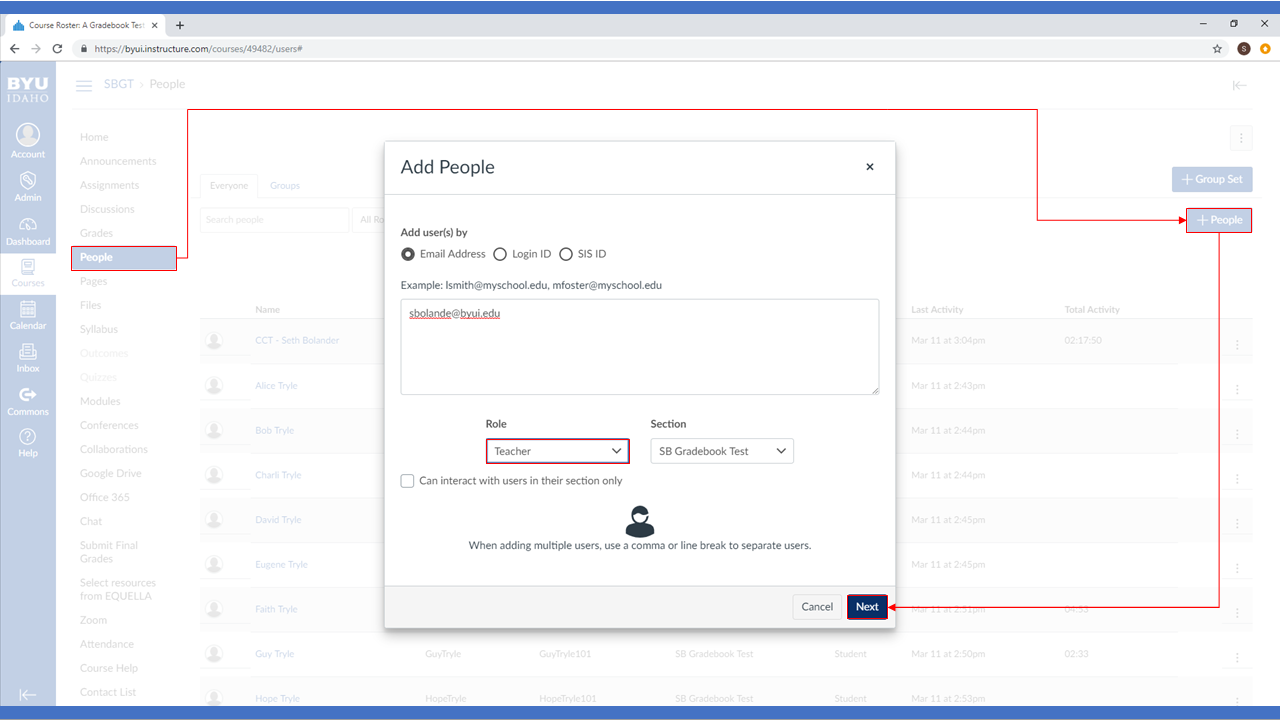 Course Roster: A Gradebook Test
https://byui.instructure.com/courses/49482/users#
BYU
IDAHO
Account
Admin
Dashboard
Courses
Calendar
Inbox
Commons
Help
SBGT › People
Home
Announcements
Assignments
Discussions
Grades
People
Pages
Files
Syllabus
Outcomes
Quizzes
Modules
Conferences
Collaborations
Google Drive
Office 365
Chat
Submit Final
Grades
Select resources
from EQUELLA
Zoom
Attendance
Course Help
Contact List
Everyone Groups
+ Group Set
Search people All Ro
+ People
Name Last Activity Total Activity
CCT - Seth Bolander Mar 11 at 3:04pm 02:17:50
Alice Tryle Mar 11 at 2:43pm
Bob Tryle Mar 11 at 2:44pm
Charli Tryle Mar 11 at 2:44pm
David Tryle Mar 11 at 2:45pm
Eugene Tryle Mar 11 at 2:45pm
Faith Tryle Mar 11 at 2:51pm 04:53
Guy Tryle GuyTryle GuyTryle101 SB Gradebook Test Student Mar 11 at 2:50pm 02:33
Hope Tryle HopeTryle HopeTryle101 SB Gradebook Test Student Mar 11 at 2:53pm
Add People
Add user(s) by
Email Address Login ID SIS ID
Example: lsmith@myschool.edu, mfoster@myschool.edu
sbolande@byui.edu
Role Section
Teacher SB Gradebook Test
Can interact with users in their section only
When adding multiple users, use a comma or line break to separate users.
Cancel Next